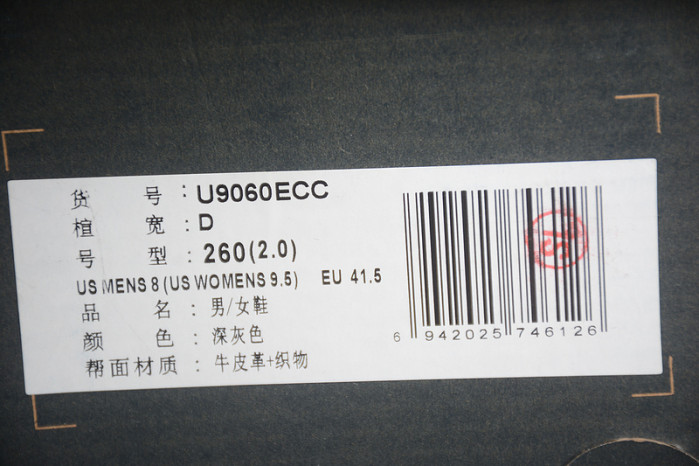 货 号 : U9060ECC
楦 宽 : D
号 型 : 260(2.0)
US MENS 8 (US WOMENS 9.5) EU 41.5
品 名 : 男/女鞋
颜 色 : 深灰色
帮面材质 : 牛皮革+织物
6 942025 746126